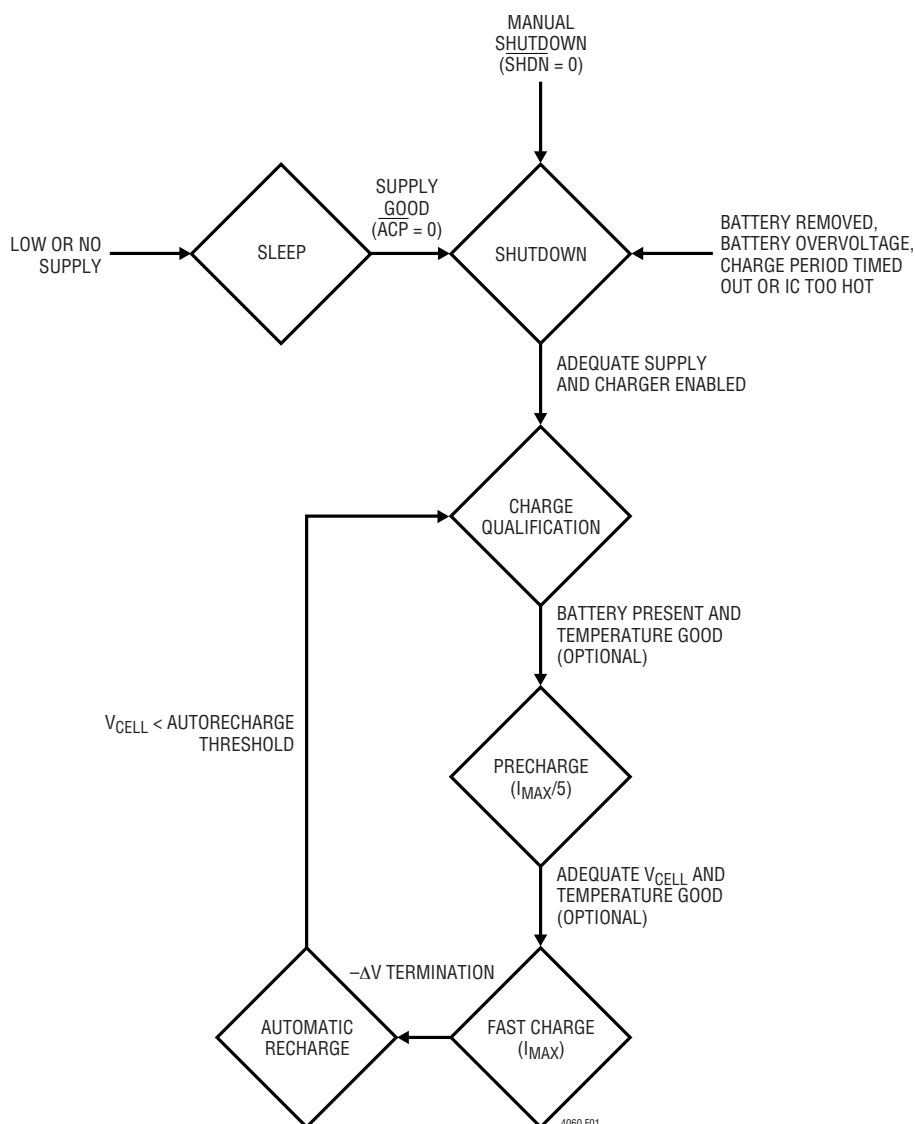 MANUAL
SHUTDOWN
(SHDN = 0)
SUPPLY
GOOD
(ACP = 0)
LOW OR NO
SUPPLY
SLEEP
SHUTDOWN
BATTERY REMOVED,
BATTERY OVERVOLTAGE,
CHARGE PERIOD TIMED
OUT OR IC TOO HOT
ADEQUATE SUPPLY
AND CHARGER ENABLED
CHARGE
QUALIFICATION
BATTERY PRESENT AND
TEMPERATURE GOOD
(OPTIONAL)
VCELL < AUTORECHARGE
THRESHOLD
PRECHARGE
(IMAX/5)
ADEQUATE VCELL AND
TEMPERATURE GOOD
(OPTIONAL)
–ΔV TERMINATION
AUTOMATIC
RECHARGE
FAST CHARGE
(IMAX)
4060 F01